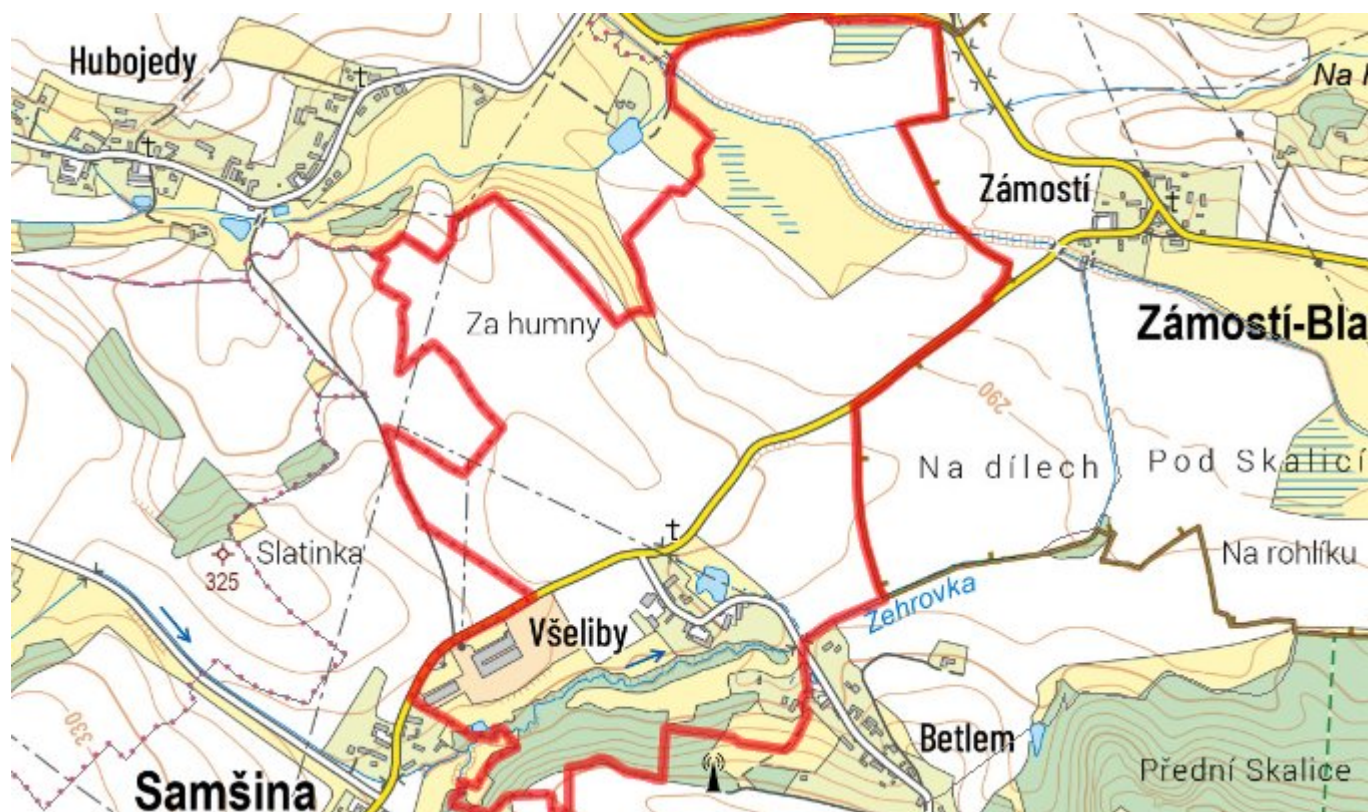 Hubojedy
Na
Zámostí
Za humny
Zámostí-Bla
290
Na dílech
Pod Skalicí
Slatinka
325
Na rohlíku
Žehrovka
Všeliby
330
Betlem
Přední Skalice
Samšina